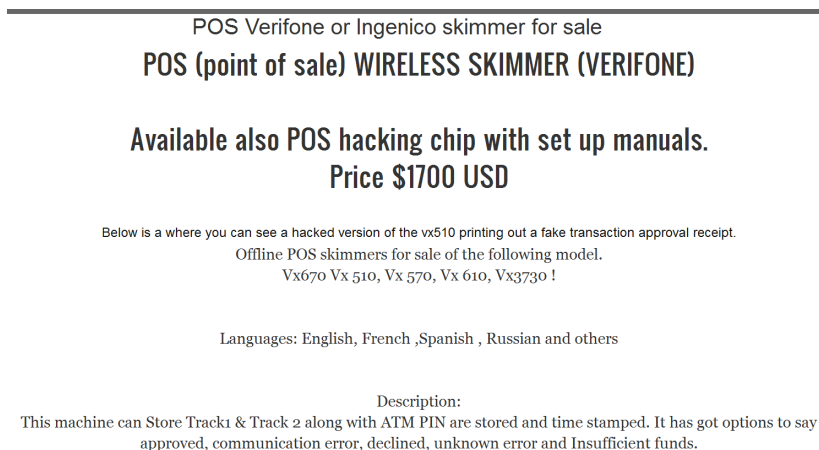 POS Verifone or Ingenico skimmer for sale
POS (point of sale) WIRELESS SKIMMER (VERIFONE)
Available also POS hacking chip with set up manuals.
Price $1700 USD
Below is a where you can see a hacked version of the vx510 printing out a fake transaction approval receipt.
Offline POS skimmers for sale of the following model.
Vx670 Vx 510, Vx 570, Vx 610, Vx3730 !
Languages: English, French ,Spanish , Russian and others
Description:
This machine can Store Track1 & Track 2 along with ATM PIN are stored and time stamped. It has got options to say
approved, communication error, declined, unknown error and Insufficient funds.